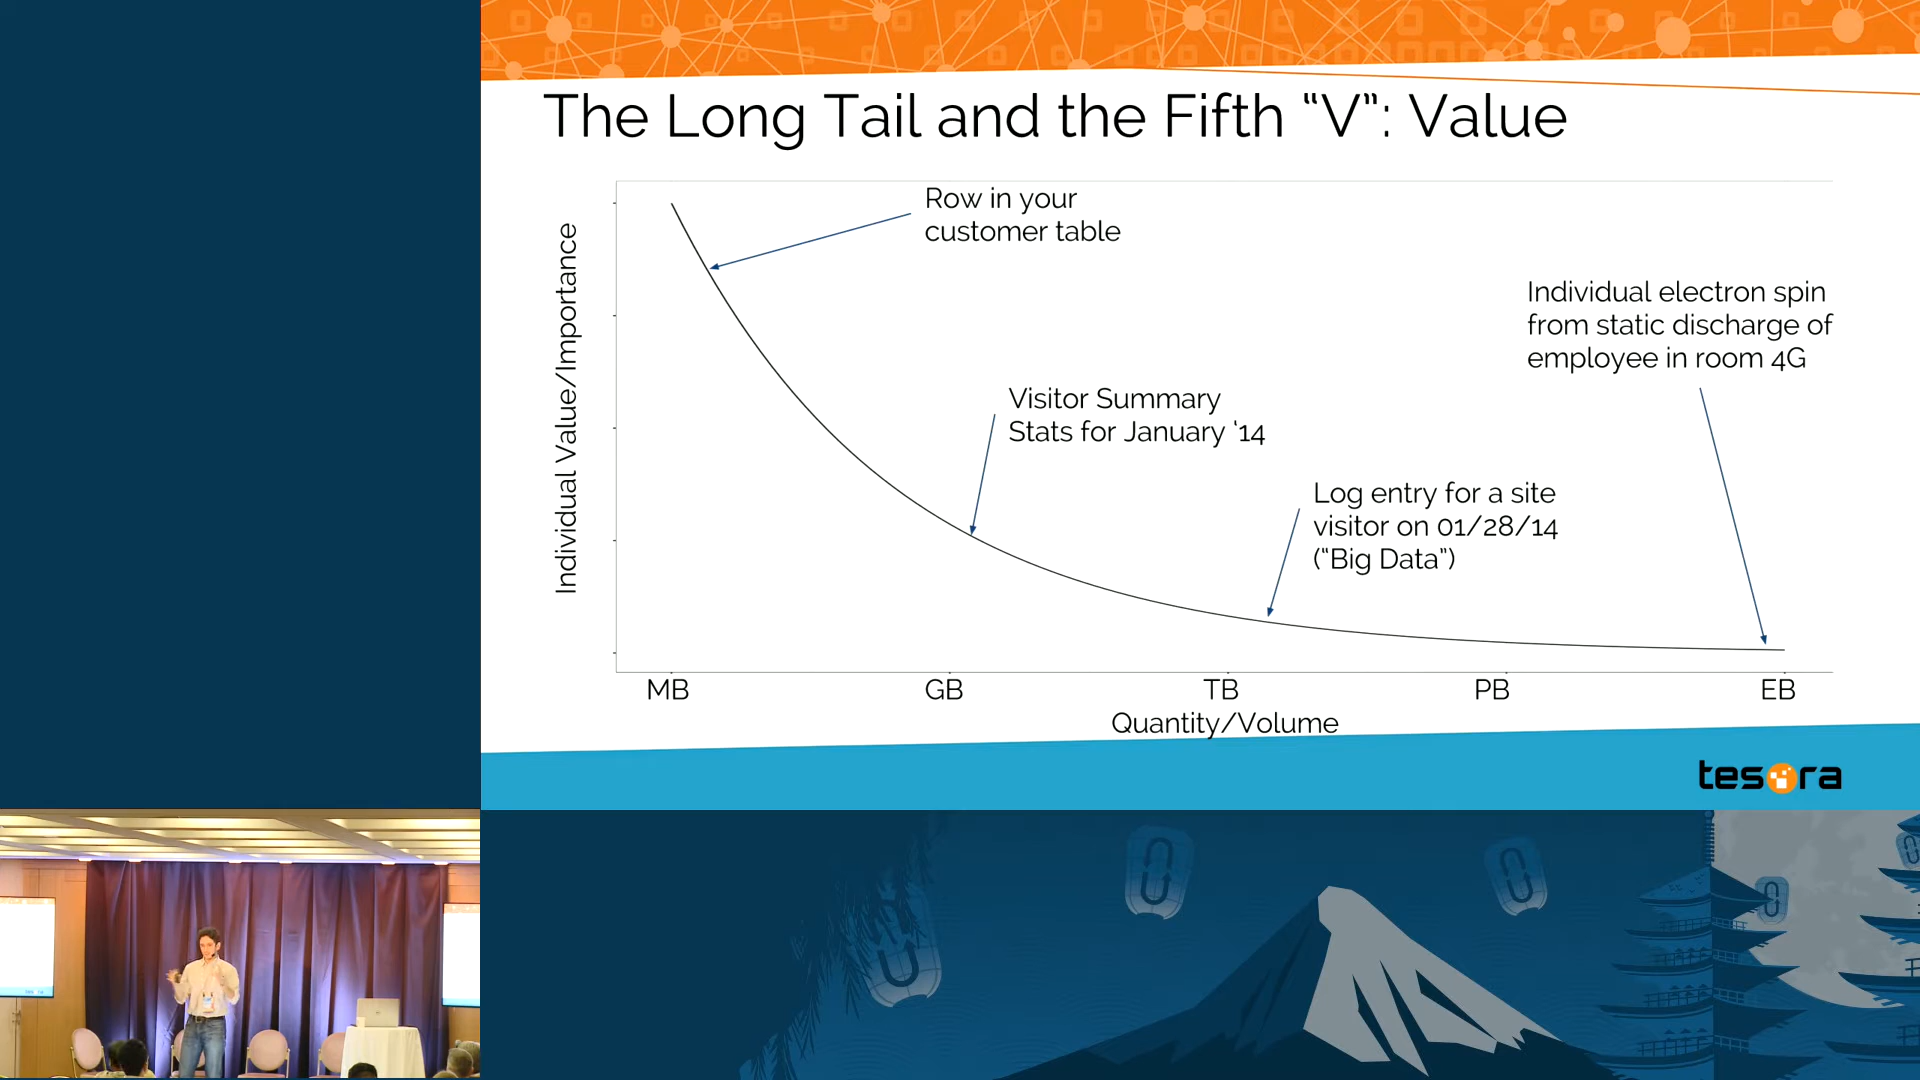 The Long Tail and the Fifth “V”: Value
Individual Value/Importance
Row in your
customer table
Visitor Summary
Stats for January ‘14
Log entry for a site
visitor on 01/28/14
(“Big Data”)
Individual electron spin
from static discharge of
employee in room 4G
MB GB TB PB EB
Quantity/Volume
tesora